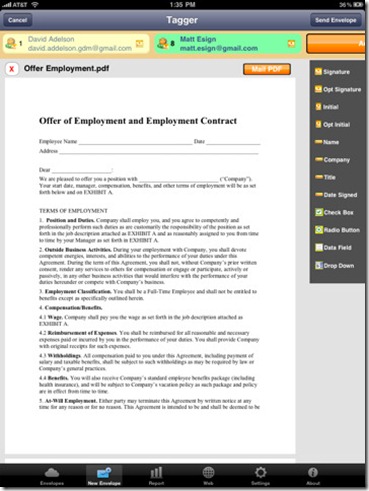 AT&T
1:35 PM
36%
Cancel
Tagger
Send Envelope
1 David Adelson
david.addelson.gdm@gmail.com
8 Matt Esign
matt.esign@gmail.com
X Offer Employment.pdf
Mail PDF
Signature
Opt Signature
Initial
Opt Initial
Name
Company
Title
Date Signed
Check Box
Radio Button
Data Field
Drop Down
Offer of Employment and Employment Contract
Employee Name Date
Address
Dear :
We are pleased to offer you a position with ("Company").
Your start date, manager, compensation, benefits, and other terms of employment will be as set
forth below and on EXHIBIT A.
TERMS OF EMPLOYMENT
1. Position and Duties. Company shall employ you, and you agree to competently and
professionally perform such duties as are customarily the responsibility of the position as set
forth in the job description attached as EXHIBIT A and as reasonably assigned to you from time
to time by your Manager as set forth in EXHIBIT A.
2. Outside Business Activities. During your employment with Company, you shall devote
competent energies, interests, and abilities to the performance of your duties under this
Agreement. During the term of this Agreement, you shall not, without Company's prior written
consent, render any services to others for compensation or engage or participate, actively or
passively, in any other business activities that would interfere with the performance of your
duties hereunder or compete with Company's business.
3. Employment Classification. You shall be a Full-Time Employee and shall not be entitled to
benefits except as specifically outlined herein.
4. Compensation/Benefits.
4.1 Wage. Company shall pay you the wage as set forth in the job description attached as
EXHIBIT A.
4.2 Reimbursement of Expenses. You shall be reimbursed for all reasonable and necessary
expenses paid or incurred by you in the performance of your duties. You shall provide Company
with original receipts for such expenses.
4.3 Withholdings. All compensation paid to you under this Agreement, including payment of
salary and taxable benefits, shall be subject to such withholdings as may be required by law or
Company's general practices.
4.4 Benefits. You will also receive Company's standard employee benefits package (including
health insurance), and will be subject to Company's vacation policy as such package and policy
are in effect from time to time.
5. At-Will Employment. Either party may terminate this Agreement by written notice at any
time for any reason or for no reason. This Agreement is intended to be and shall be deemed to be
Envelopes
New Envelope
Report
Web
Settings
About